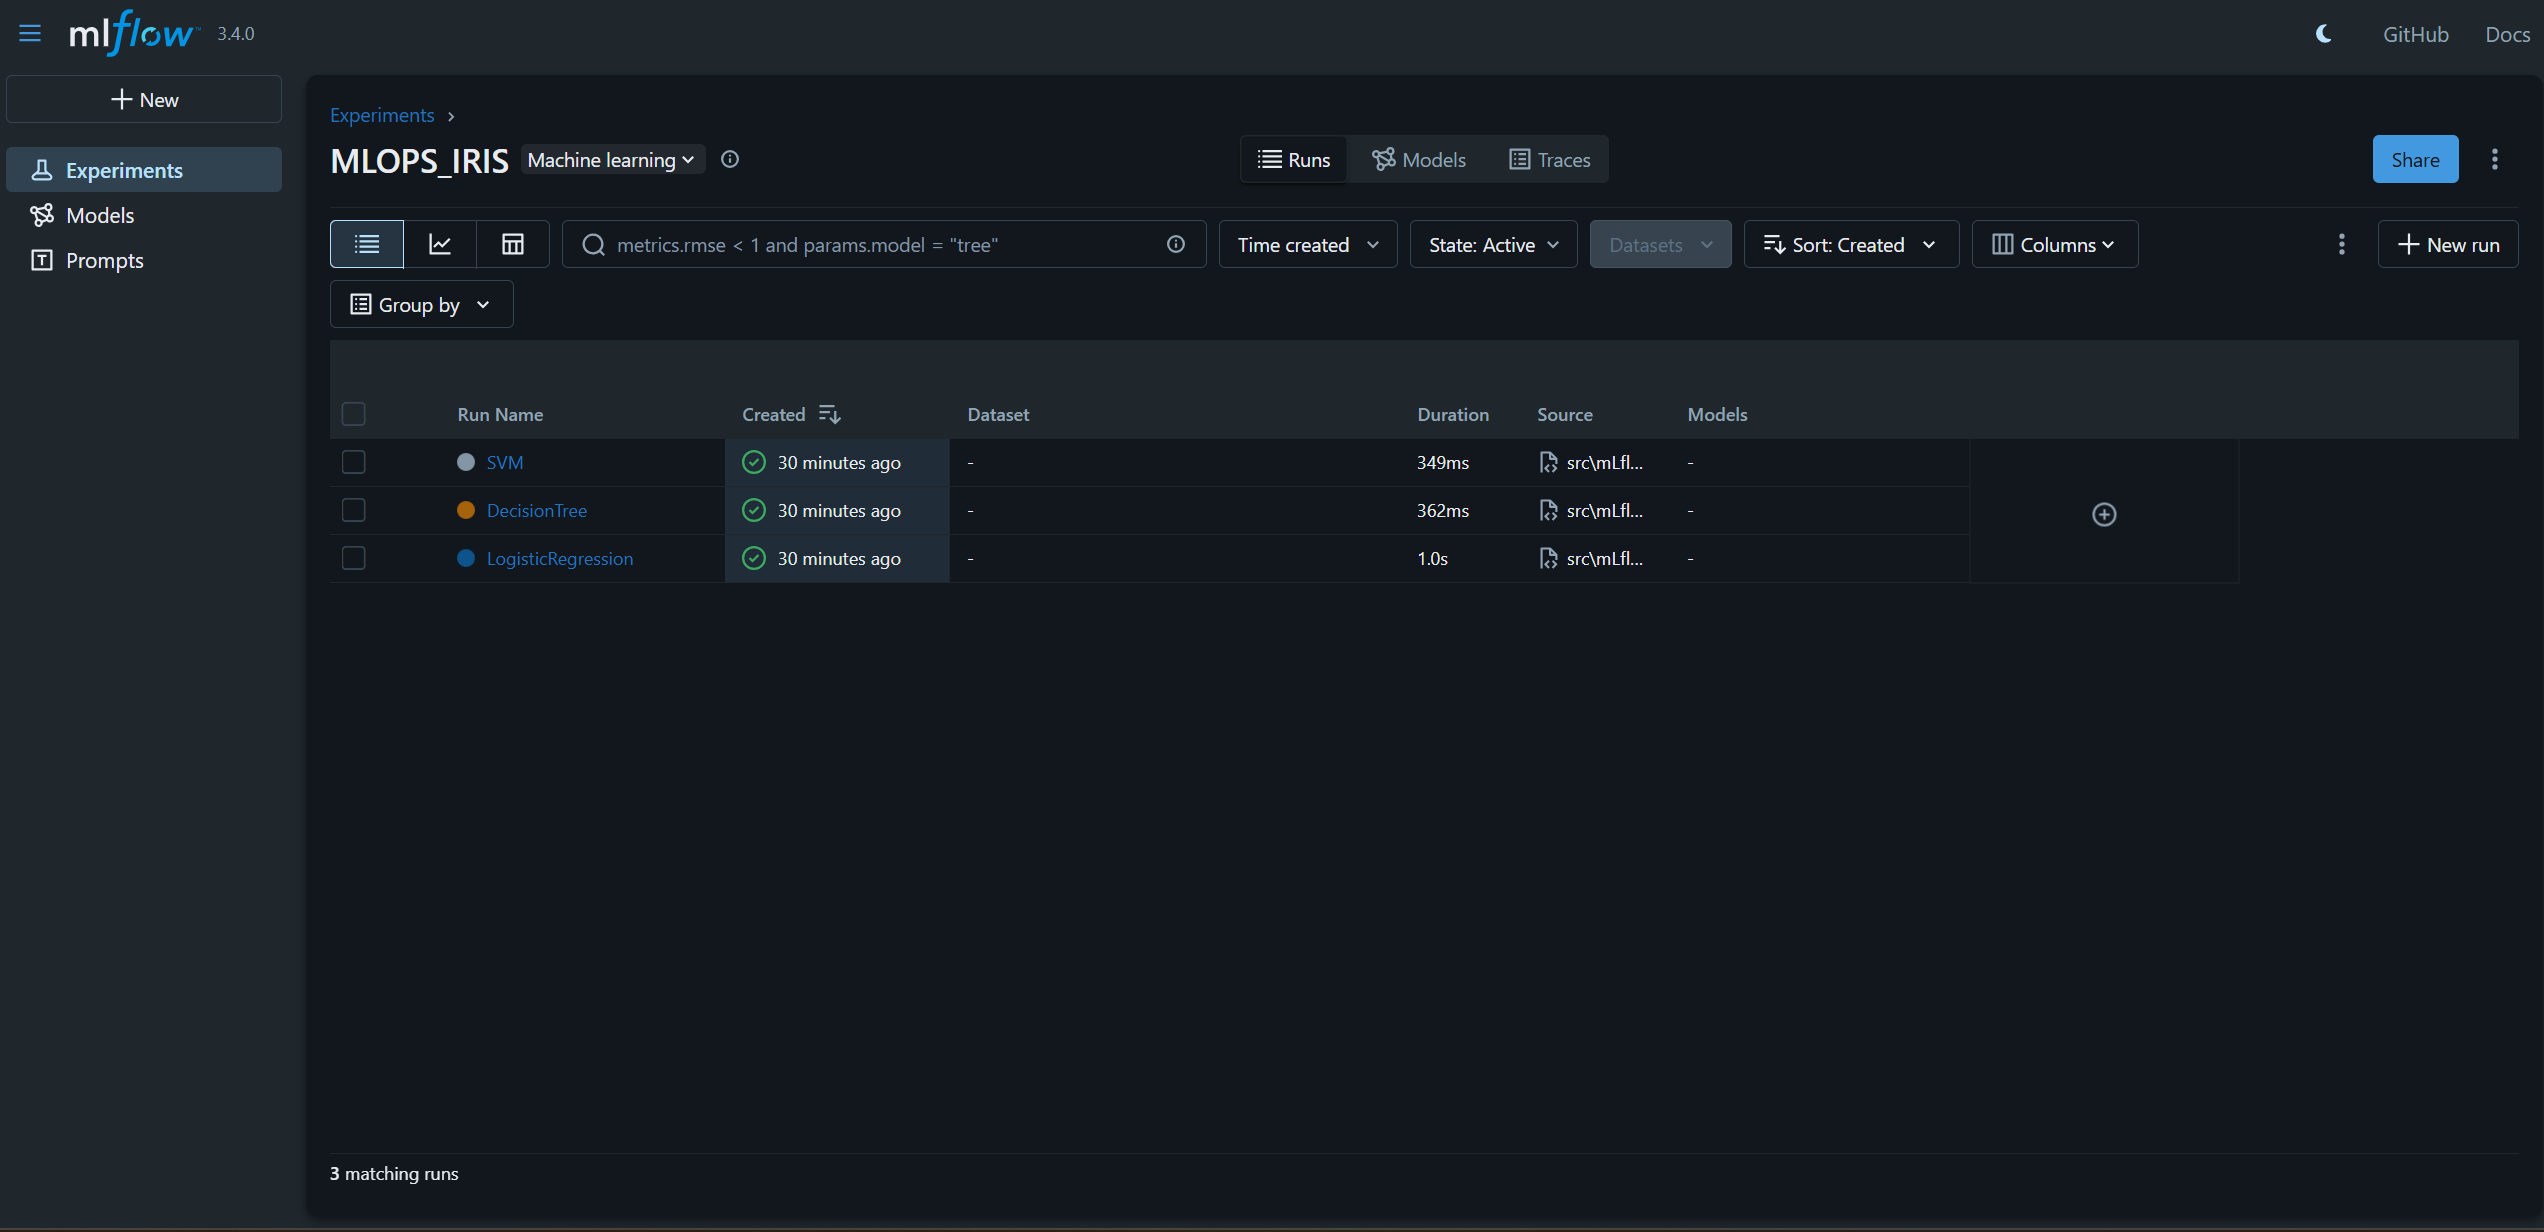 mlflow™ 3.4.0
GitHub
Docs
New
Experiments
Models
Prompts
Experiments ›
MLOPS_IRIS
Machine learning
Runs
Models
Traces
Share
metrics.rmse < 1 and params.model = "tree"
Time created
State: Active
Datasets
Sort: Created
Columns
New run
Group by
Run Name Created Dataset Duration Source Models
SVM 30 minutes ago - 349ms src\mLfl... -
DecisionTree 30 minutes ago - 362ms src\mLfl... -
LogisticRegression 30 minutes ago - 1.0s src\mLfl... -
3 matching runs